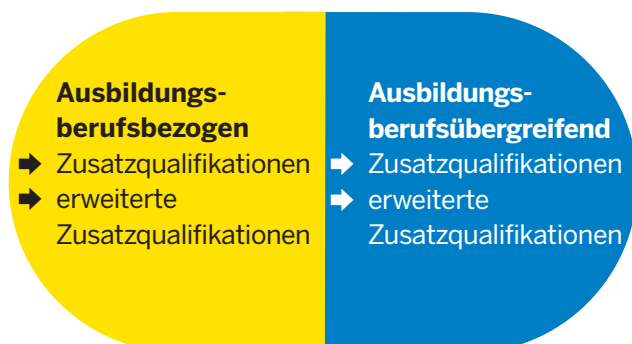 Ausbildungs-
berufsbezogen
➡ Zusatzqualifikationen
➡ erweiterte
Zusatzqualifikationen
Ausbildungs-
berufsübergreifend
➡ Zusatzqualifikationen
➡ erweiterte
Zusatzqualifikationen